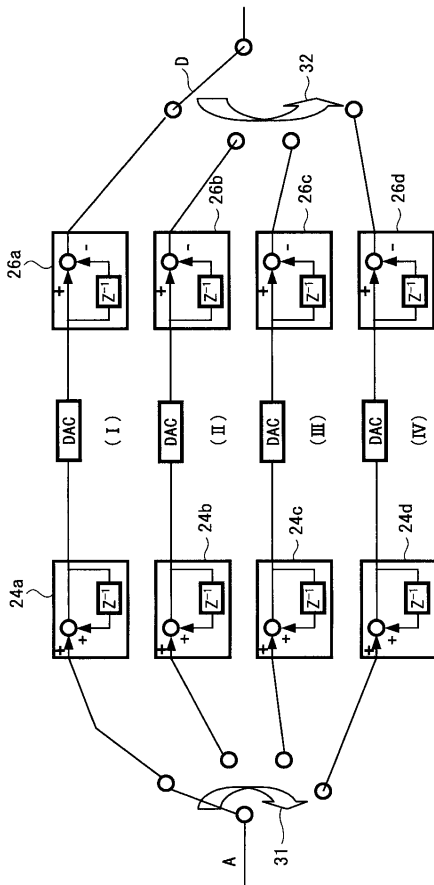 A
31
24a
+
+
Z⁻¹
DAC
(I)
26a
+
-
Z⁻¹
24b
+
+
Z⁻¹
DAC
(II)
26b
+
-
Z⁻¹
24c
+
+
Z⁻¹
DAC
(III)
26c
+
-
Z⁻¹
24d
+
+
Z⁻¹
DAC
(IV)
26d
+
-
Z⁻¹
D
32